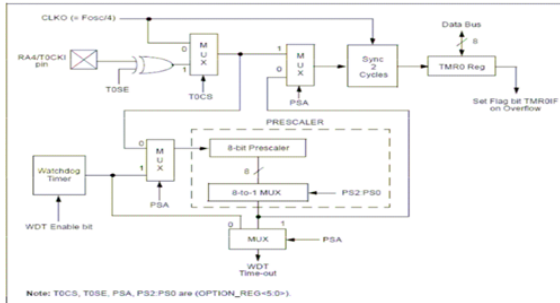 CLKO (= Fosc/4)
Data Bus
RA4/T0CKI
pin
0
1
M
U
X
1
0
M
U
X
Sync
2
Cycles
8
TMR0 Reg.
T0SE
T0CS
PSA
Set Flag bit TMR0IF
on Overflow
PRESCALER
Watchdog
Timer
0
1
M
U
X
8-bit Prescaler
8
8-to-1 MUX
PS2:PS0
PSA
WDT Enable bit
0
1
MUX
PSA
WDT
Time-out
Note: T0CS, T0SE, PSA, PS2:PS0 are (OPTION_REG<5:0>).